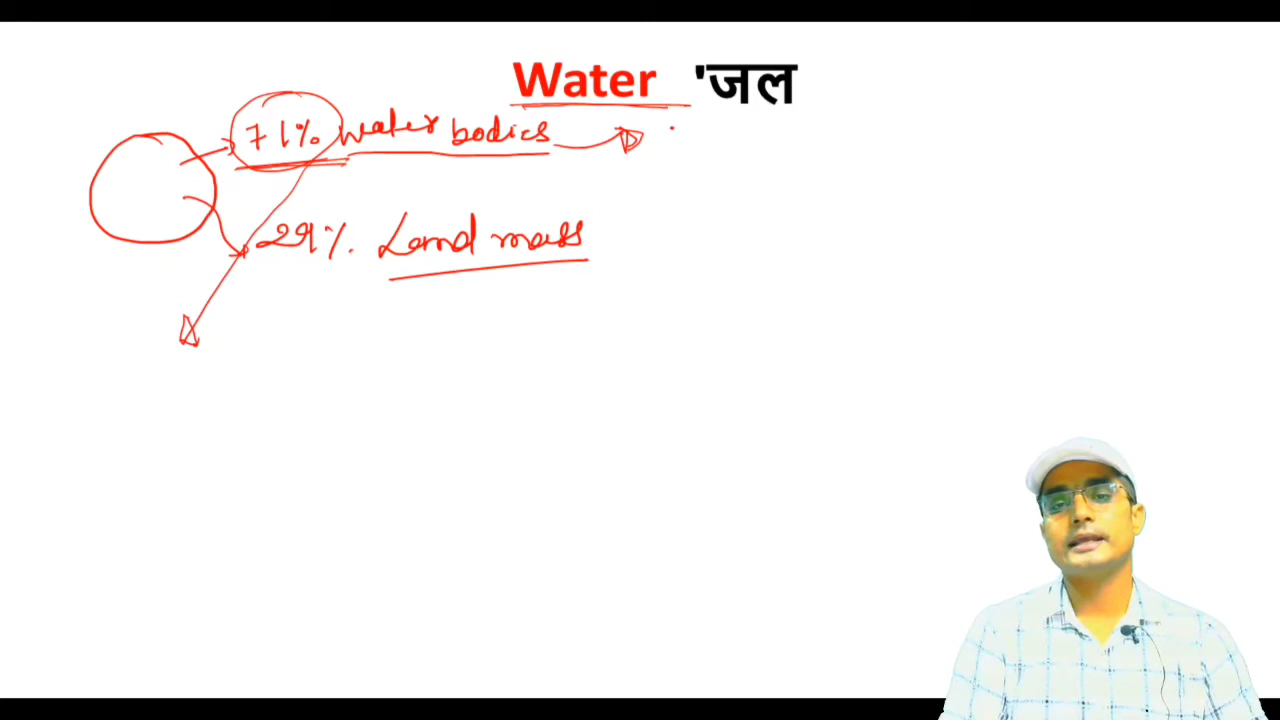 Water 'जल
71% water bodies
29% Land mass